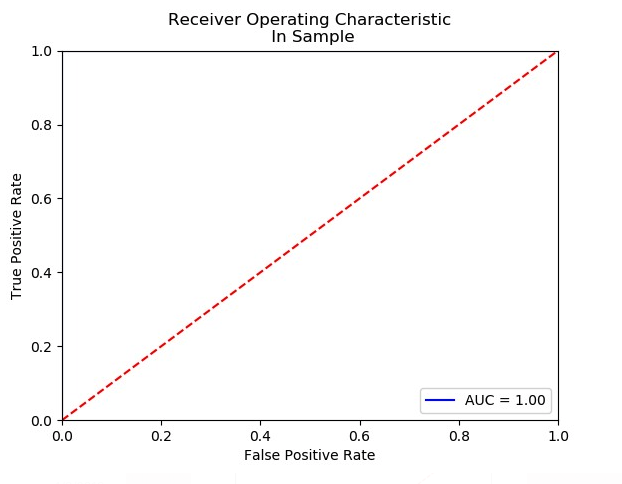 Receiver Operating Characteristic
In Sample
1.0
0.8
0.6
0.4
0.2
0.0
True Positive Rate
AUC = 1.00
0.0 0.2 0.4 0.6 0.8 1.0
False Positive Rate